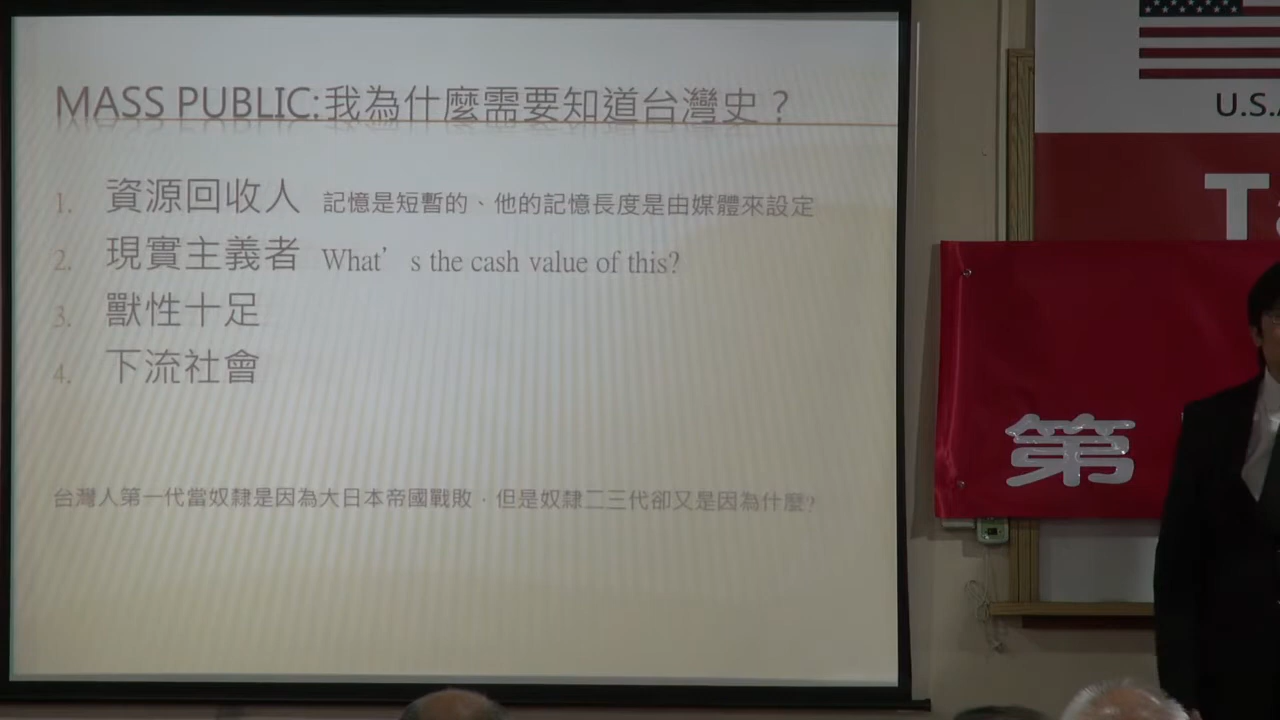 MASS PUBLIC:我為什麼需要知道台灣史？
1. 資源回收人 記憶是短暫的、他的記憶長度是由媒體來設定
2. 現實主義者 What’s the cash value of this?
3. 獸性十足
4. 下流社會
台灣人第一代當奴隸是因為大日本帝國戰敗，但是奴隸二三代卻又是因為什麼?
U.S.
第